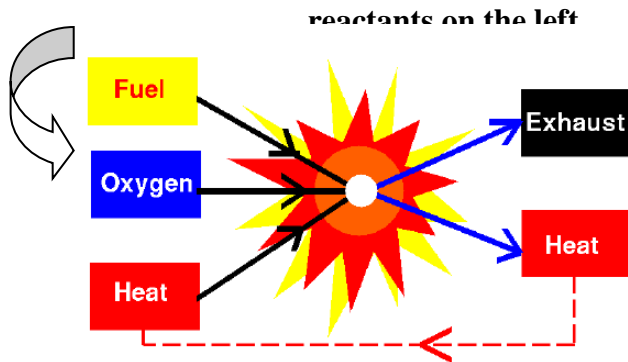 reactants on the left
Fuel
Exhaust
Oxygen
Heat
Heat